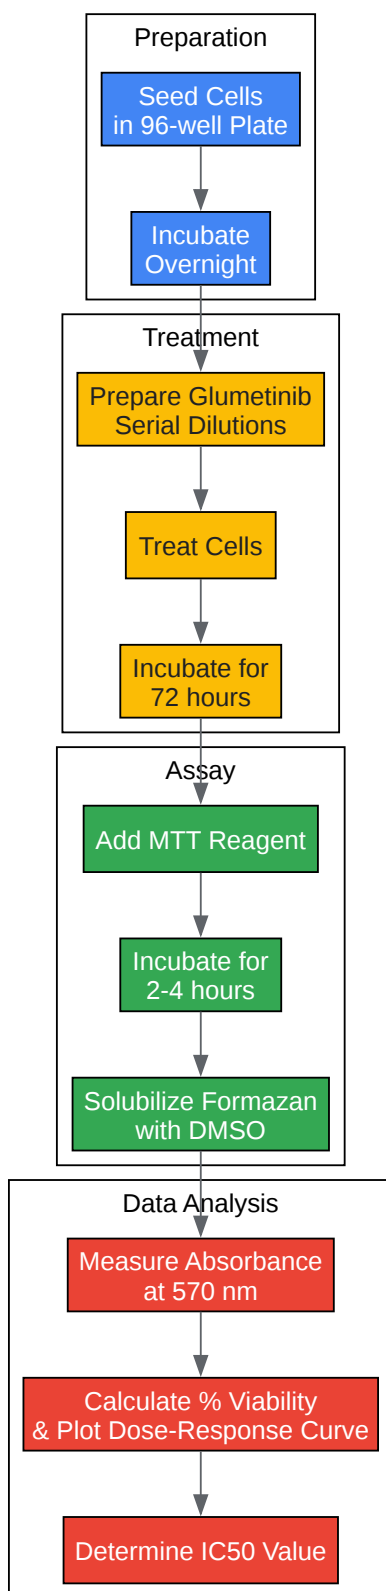 Preparation
Seed Cells
in 96-well Plate
Incubate
Overnight
Treatment
Prepare Glumetinib
Serial Dilutions
Treat Cells
Incubate for
72 hours
Assay
Add MTT Reagent
Incubate for
2-4 hours
Solubilize Formazan
with DMSO
Data Analysis
Measure Absorbance
at 570 nm
Calculate % Viability
& Plot Dose-Response Curve
Determine IC50 Value